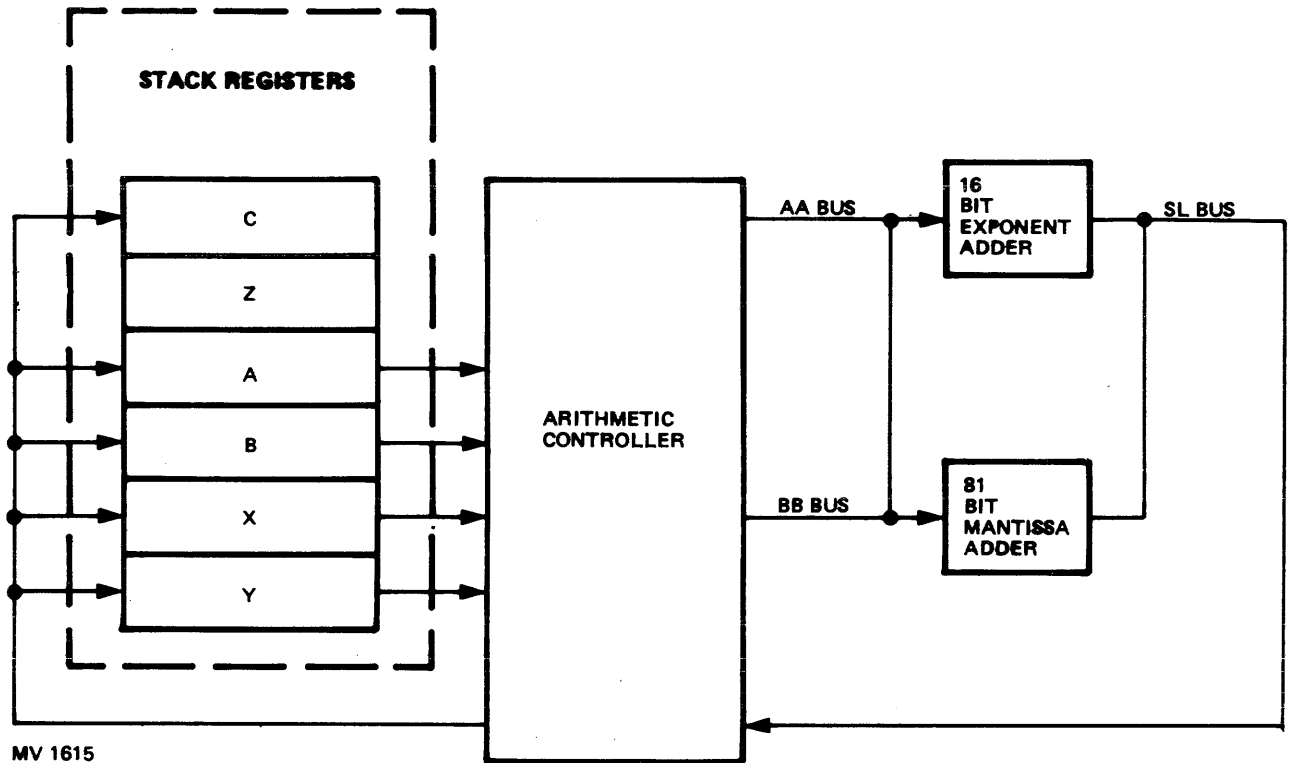 STACK REGISTERS
C
Z
A
B
X
Y
ARITHMETIC
CONTROLLER
AA BUS
BB BUS
16
BIT
EXPONENT
ADDER
SL BUS
81
BIT
MANTISSA
ADDER
MV 1615